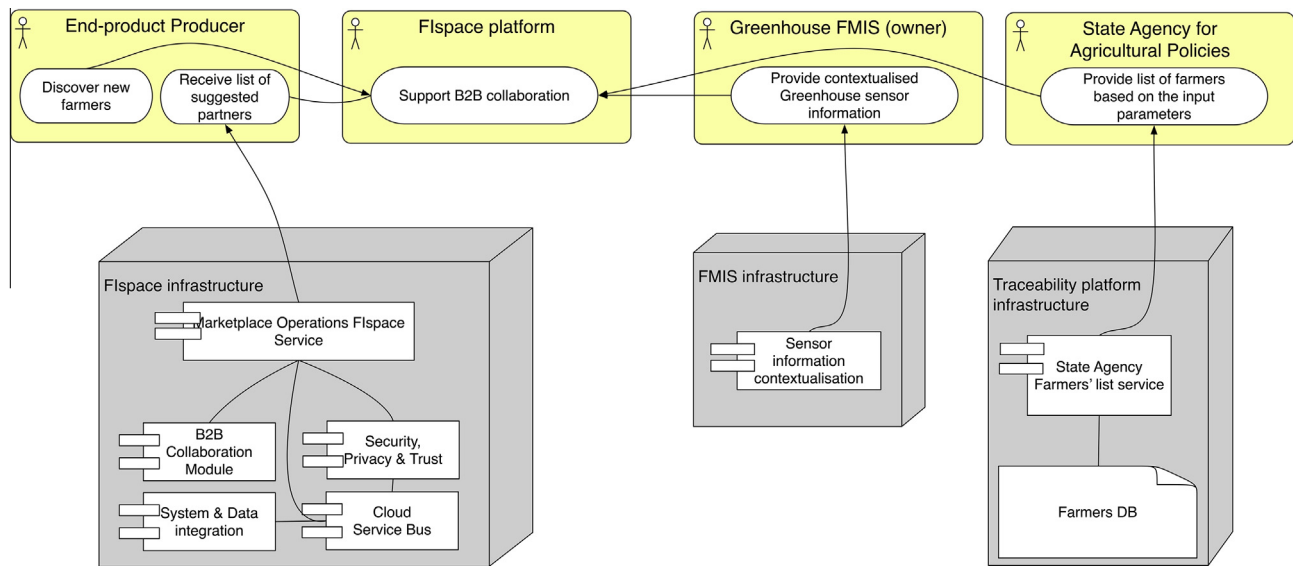 End-product Producer
Discover new
farmers
Receive list of
suggested
partners
FIspace platform
Support B2B collaboration
Greenhouse FMIS (owner)
Provide contextualised
Greenhouse sensor
information
State Agency for
Agricultural Policies
Provide list of farmers
based on the input
parameters
FIspace infrastructure
Marketplace Operations FIspace
Service
B2B
Collaboration
Module
Security,
Privacy & Trust
System & Data
integration
Cloud
Service Bus
FMIS infrastructure
Sensor
information
contextualisation
Traceability platform
infrastructure
State Agency
Farmers' list service
Farmers DB